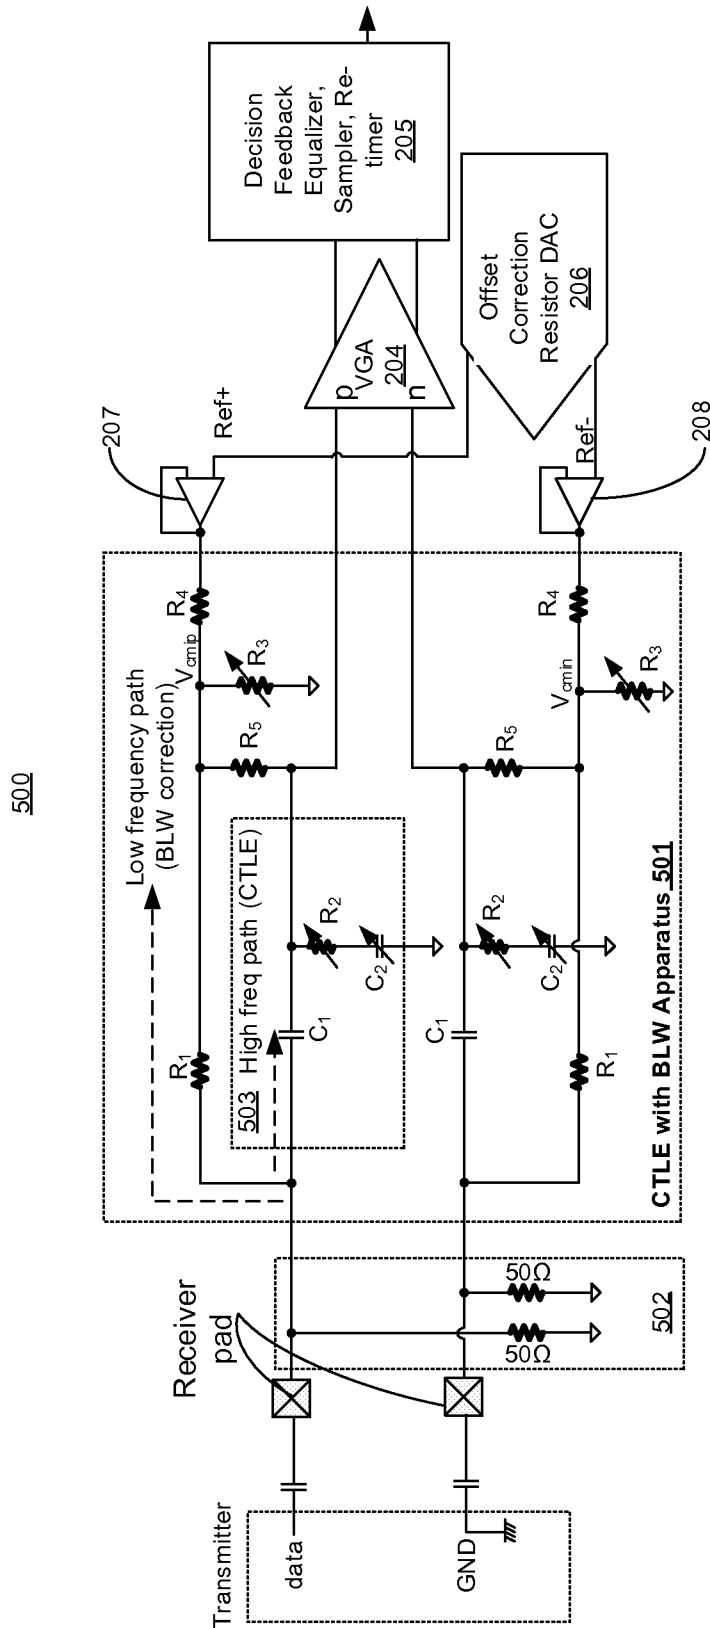 500
Low frequency path
(BLW correction)
207
Ref+
R4
Vcmip
R3
R5
R1
503 High freq path (CTLE)
C1
R2
C2
Decision
Feedback
Equalizer,
Sampler, Re-
timer
205
p
VGA
204
n
Offset
Correction
Resistor DAC
206
Ref-
208
R4
Vcmin
R3
R5
R2
C2
C1
R1
CTLE with BLW Apparatus 501
Receiver
pad
50Ω
50Ω
502
Transmitter
data
GND